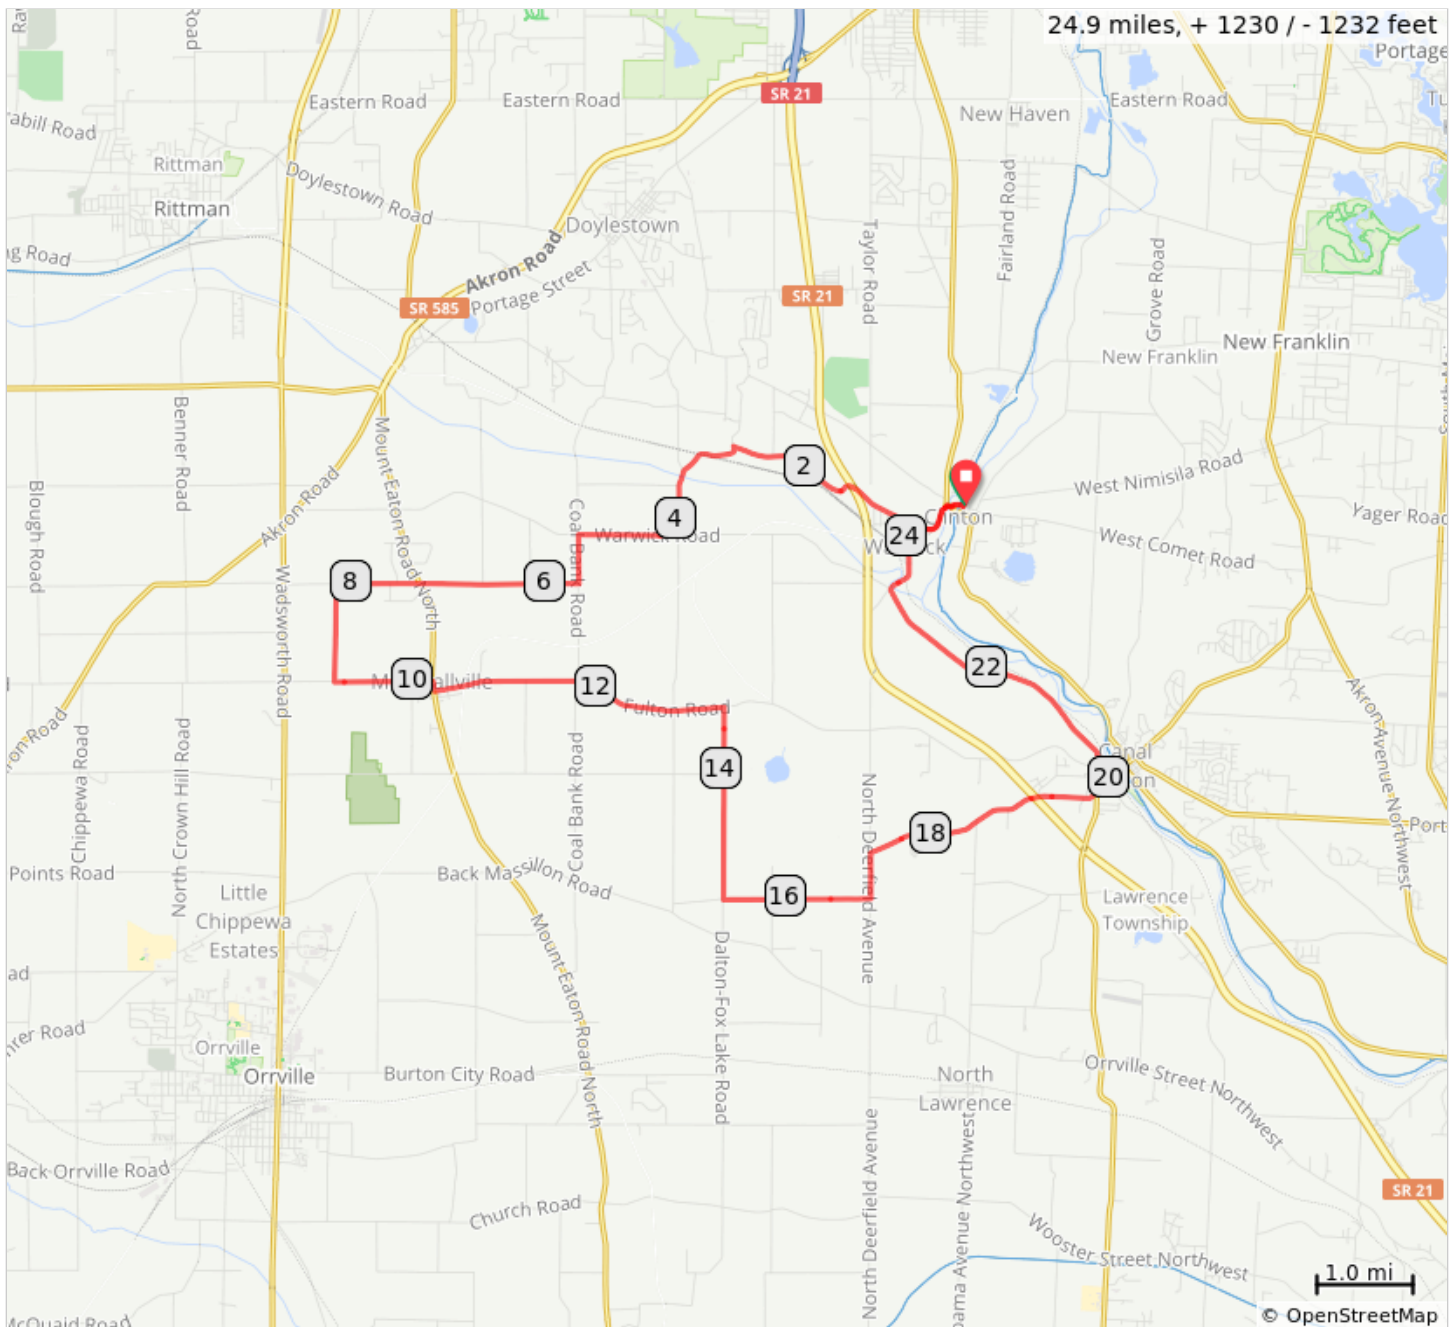 24.9 miles, + 1230 / - 1232 feet
Road
Portage
Eastern Road
Eastern Road
SR 21
Eastern Road
New Haven
Rittman
Doylestown Road
Rittman
Doylestown
Fairland Road
Taylor Road
Akron Road
Portage Street
Grove Road
SR 585
SR 21
New Franklin
New Franklin
Benner Road
Mount Eaton Road North
2
West Nimisila Road
Akron Road
Blough Road
Coal Bank Road
4
Warwick Road
24
Clinton
Yager Road
West Comet Road
Wadsworth Road
8
6
10
12
22
Fulton Road
Akron Avenue Northwest
Chippewa Road
North Crown Hill Road
Coal Bank Road
14
Canal
20
North Deerfield Avenue
18
Points Road
Back Massillon Road
Little
Chippewa
Estates
16
Lawrence
Township
Mount Eaton Road North
Dalton-Fox Lake Road
Orrville
Orrville
Burton City Road
North
Lawrence
Orrville Street Northwest
Back Orrville Road
Church Road
North Deerfield Avenue
SR 21
Wooster Street Northwest
1.0 mi
© OpenStreetMap